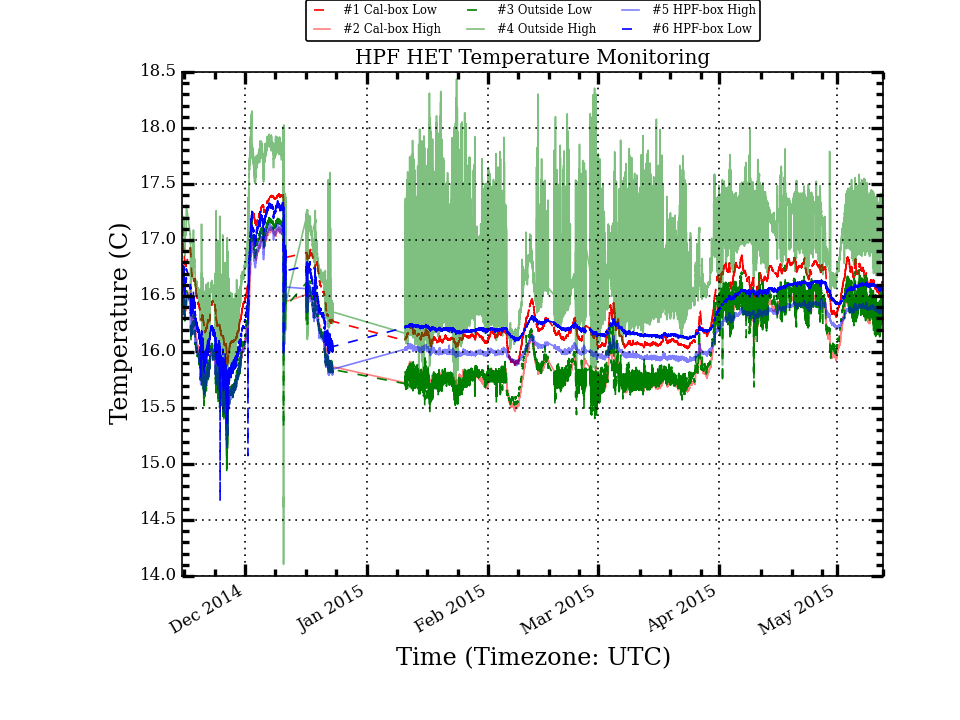 #1 Cal-box Low #3 Outside Low #5 HPF-box High
#2 Cal-box High #4 Outside High #6 HPF-box Low
HPF HET Temperature Monitoring
18.5
18.0
17.5
17.0
16.5
16.0
15.5
15.0
14.5
14.0
Temperature (C)
Dec 2014 Jan 2015 Feb 2015 Mar 2015 Apr 2015 May 2015
Time (Timezone: UTC)